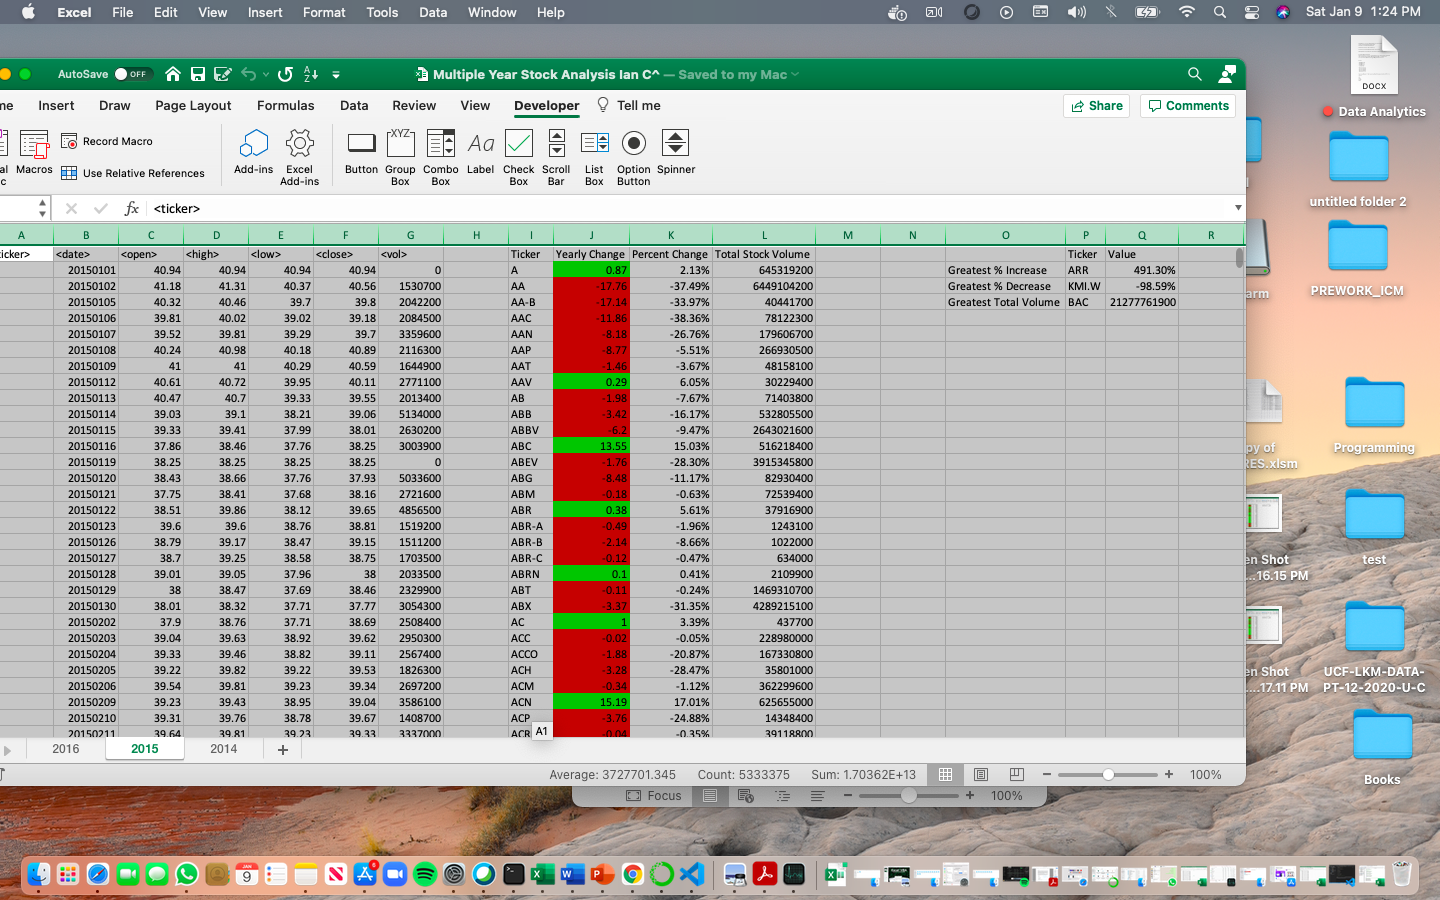 Excel File Edit View Insert Format Tools Data Window Help Sat Jan 9 1:24 PM
AutoSave OFF Multiple Year Stock Analysis Ian C^ — Saved to my Mac
me Insert Draw Page Layout Formulas Data Review View Developer Tell me Share Comments
Macros Record Macro Use Relative References Add-ins Excel Add-ins Button Group Box Combo Box Label Check Box Scroll Bar List Box Option Button Spinner
XYZ Aa
fx <ticker>
A B C D E F G H I J K L M N O P Q R
ticker> <date> <open> <high> <low> <close> <vol> Ticker Yearly Change Percent Change Total Stock Volume Ticker Value
20150101 40.94 40.94 40.94 40.94 0 A 0.87 2.13% 645319200 Greatest % Increase ARR 491.30%
20150102 41.18 41.31 40.37 40.56 1530700 AA -17.76 -37.49% 6449104200 Greatest % Decrease KMI.W -98.59%
20150105 40.32 40.46 39.7 39.8 2042200 AA-B -17.14 -33.97% 40441700 Greatest Total Volume BAC 21277761900
20150106 39.81 40.02 39.02 39.18 2084500 AAC -11.86 -38.36% 78122300
20150107 39.52 39.81 39.29 39.7 3359600 AAN -8.18 -26.76% 179606700
20150108 40.24 40.98 40.18 40.89 2116300 AAP -8.77 -5.51% 266930500
20150109 41 41 40.29 40.59 1644900 AAT -1.46 -3.67% 48158100
20150112 40.61 40.72 39.95 40.11 2771100 AAV 0.29 6.05% 30229400
20150113 40.47 40.7 39.33 39.55 2013400 AB -1.98 -7.67% 71403800
20150114 39.03 39.1 38.21 39.06 5134000 ABB -3.42 -16.17% 532805500
20150115 39.33 39.41 37.99 38.01 2630200 ABBV -6.2 -9.47% 2643021600
20150116 37.86 38.46 37.76 38.25 3003900 ABC 13.55 15.03% 516218400
20150119 38.25 38.25 38.25 38.25 0 ABEV -1.76 -28.30% 3915345800
20150120 38.43 38.66 37.76 37.93 5033600 ABG -8.48 -11.17% 82930400
20150121 37.75 38.41 37.68 38.16 2721600 ABM -0.18 -0.63% 72539400
20150122 38.51 39.86 38.12 39.65 4856500 ABR 0.38 5.61% 37916900
20150123 39.6 39.6 38.76 38.81 1519200 ABR-A -0.49 -1.96% 1243100
20150126 38.79 39.17 38.47 39.15 1511200 ABR-B -2.14 -8.66% 1022000
20150127 38.7 39.25 38.58 38.75 1703500 ABR-C -0.12 -0.47% 634000
20150128 39.01 39.05 37.96 38 2033500 ABRN 0.1 0.41% 2109900
20150129 38 38.47 37.69 38.46 2329900 ABT -0.11 -0.24% 1469310700
20150130 38.01 38.32 37.71 37.77 3054300 ABX -3.37 -31.35% 4289215100
20150202 37.9 38.76 37.71 38.69 2508400 AC 1 3.39% 437700
20150203 39.04 39.63 38.92 39.62 2950300 ACC -0.02 -0.05% 228980000
20150204 39.33 39.46 38.82 39.11 2567400 ACCO -1.88 -20.87% 167330800
20150205 39.22 39.82 39.22 39.53 1826300 ACH -3.28 -28.47% 35801000
20150206 39.54 39.81 39.23 39.34 2697200 ACM -0.34 -1.12% 362299600
20150209 39.23 39.43 38.95 39.04 3586100 ACN 15.19 17.01% 625655000
20150210 39.31 39.76 38.78 39.67 1408700 ACP -3.76 -24.88% 14348400
20150211 39.64 39.81 39.23 39.33 3337000 ACR -0.04 -0.35% 39118800
A1
2016 2015 2014 +
Average: 3727701.345 Count: 5333375 Sum: 1.70362E+13 100%
Focus 100%
DOCX
Data Analytics
untitled folder 2
arm PREWORK_ICM
py of Programming
RES.xlsm
en Shot test
...16.15 PM
en Shot UCF-LKM-DATA-
...17.11 PM PT-12-2020-U-C
Books
JAN
9